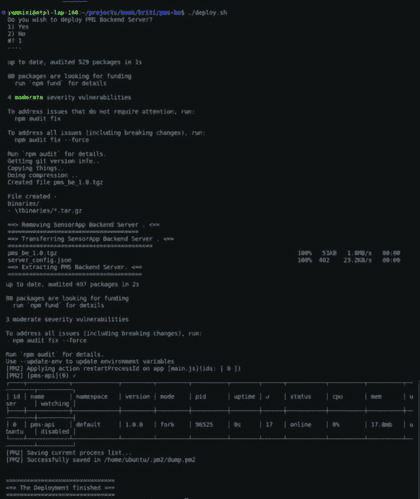 :~/projects/ $ ./deploy.sh
Do you wish to deploy PMS Backend Server?
1) Yes
2) No
#? 1
....
up to date, audited 529 packages in 1s
80 packages are looking for funding
run `npm fund` for details
4 moderate severity vulnerabilities
To address issues that do not require attention, run:
npm audit fix
To address all issues (including breaking changes), run:
npm audit fix --force
Run `npm audit` for details.
Getting git version info..
Copying things..
Doing compression ..
Created file pms_be_1.0.tgz
File created -
binaries/
- \tbinaries/*.tar.gz
==> Removing SensorApp Backend Server . <==
====================================
==> Transferring SensorApp Backend Server . <==
====================================
pms_be_1.0.tgz 100% 51KB 1.0MB/s 00:00
server_config.json 100% 402 23.2KB/s 00:00
==> Extracting PMS Backend Server. <==
====================================
up to date, audited 497 packages in 2s
80 packages are looking for funding
run `npm fund` for details
3 moderate severity vulnerabilities
To address all issues (including breaking changes), run:
npm audit fix --force
Run `npm audit` for details.
Use --update-env to update environment variables
[PM2] Applying action restartProcessId on app [main.js](ids: [ 0 ])
[PM2] [pms-api](0) ✓
│ id │ name │ namespace │ version │ mode │ pid │ uptime │ ↺ │ status │ cpu │ mem │ u
ser │ watching │
│ 0 │ pms-api │ default │ 1.0.0 │ fork │ 96525 │ 0s │ 17 │ online │ 0% │ 17.8mb │ u
buntu │ disabled │
[PM2] Saving current process list...
[PM2] Successfully saved in /home/ubuntu/.pm2/dump.pm2
==============================
==> The Deployment finished <==
==============================